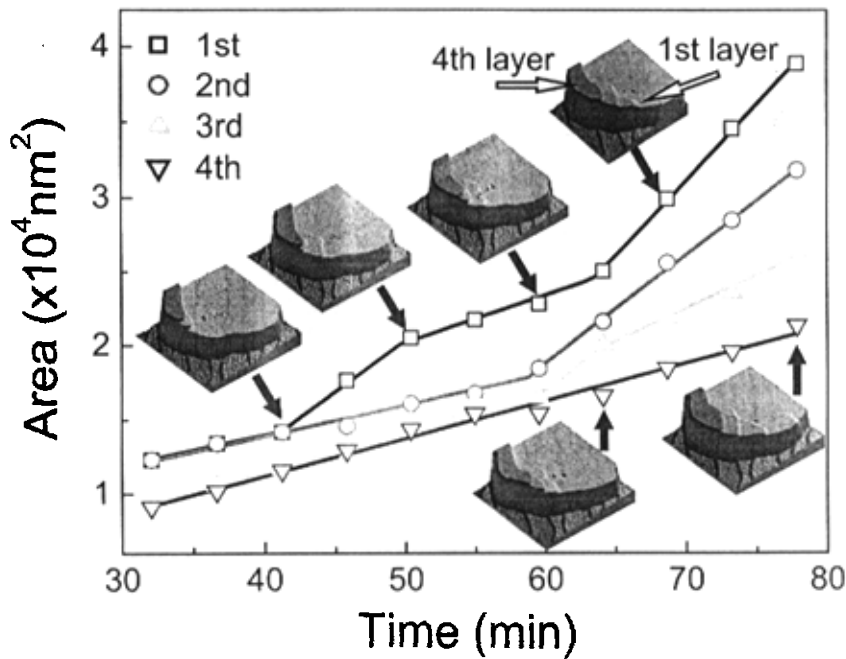 Area (x10⁴nm²)
4
3
2
1
1st
2nd
3rd
4th
4th layer
1st layer
30
40
50
60
70
80
Time (min)